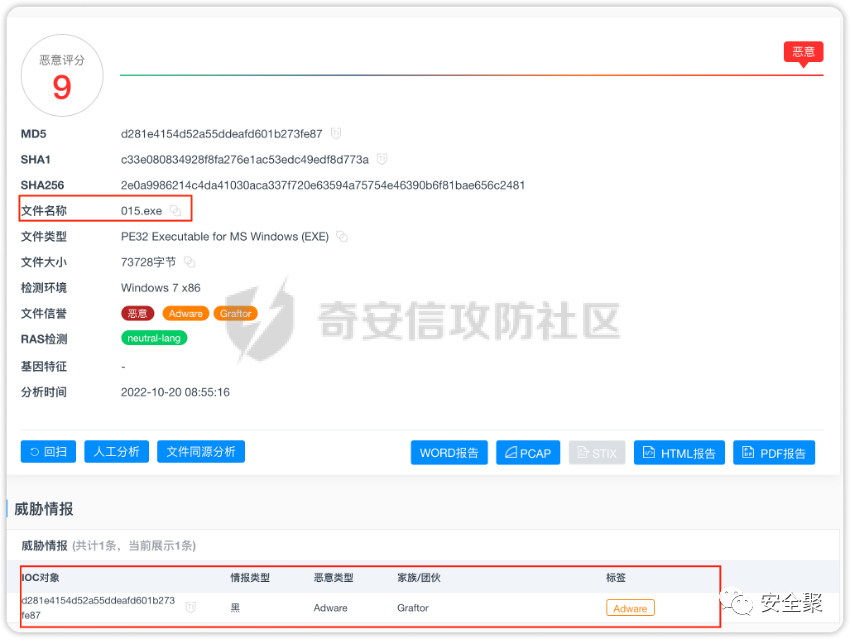 恶意评分
9
恶意
MD5 d281e4154d52a55ddeafd601b273fe87
SHA1 c33e080834928f8fa276e1ac53edc49edf8d773a
SHA256 2e0a9986214c4da41030aca337f720e63594a75754e46390b6f81bae656c2481
文件名称 015.exe
文件类型 PE32 Executable for MS Windows (EXE)
文件大小 73728字节
检测环境 Windows 7 x86
文件信誉 恶意 Adware Graftor
RAS检测 neutral-lang
基因特征 -
分析时间 2022-10-20 08:55:16
奇安信攻防社区
回扫 人工分析 文件同源分析 WORD报告 PCAP STIX HTML报告 PDF报告
威胁情报
威胁情报 (共计1条，当前展示1条)
IOC对象 情报类型 恶意类型 家族/团伙 标签
d281e4154d52a55ddeafd601b273
fe87 黑 Adware Graftor Adware
安全聚